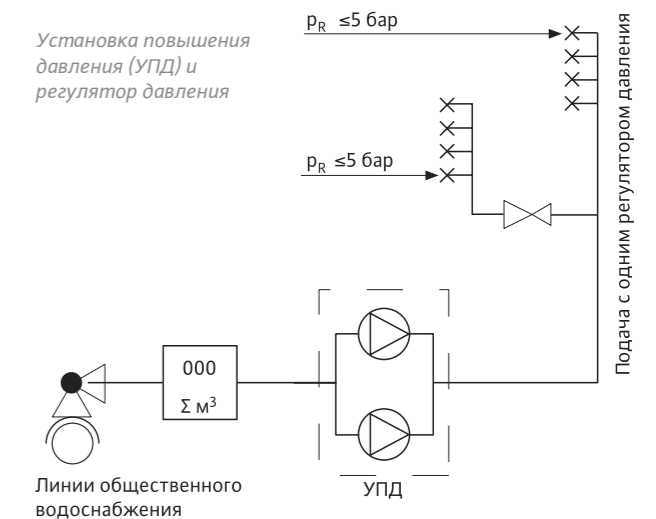 Установка повышения
давления (УПД) и
регулятор давления
pR ≤5 бар
pR ≤5 бар
Подача с одним регулятором давления
000
Σ м³
УПД
Линии общественного
водоснабжения